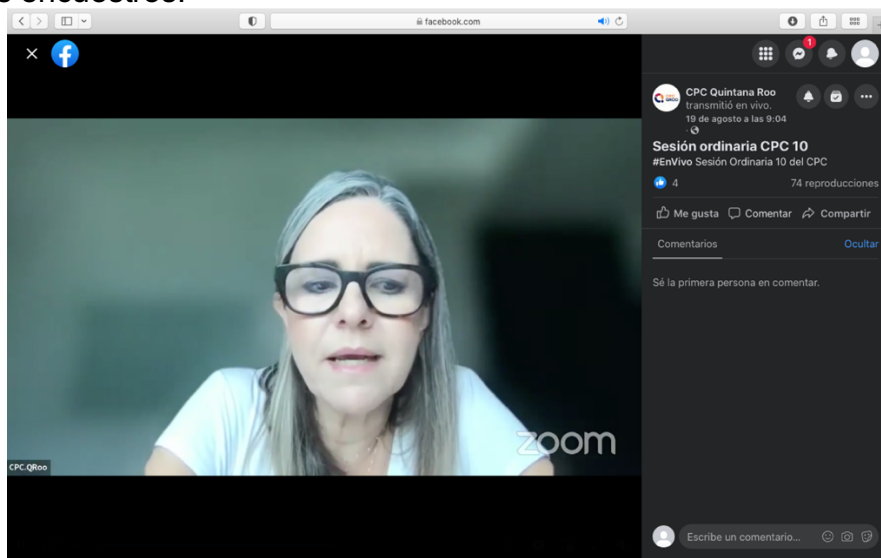 s encuestres.
facebook.com
1
CPC Quintana Roo
transmitió en vivo.
19 de agosto a las 9:04
Sesión ordinaria CPC 10
#EnVivo Sesión Ordinaria 10 del CPC
4
74 reproducciones
Me gusta
Comentar
Compartir
Comentarios
Ocultar
Sé la primera persona en comentar.
zoom
CPC.QRoo
Escribe un comentario...